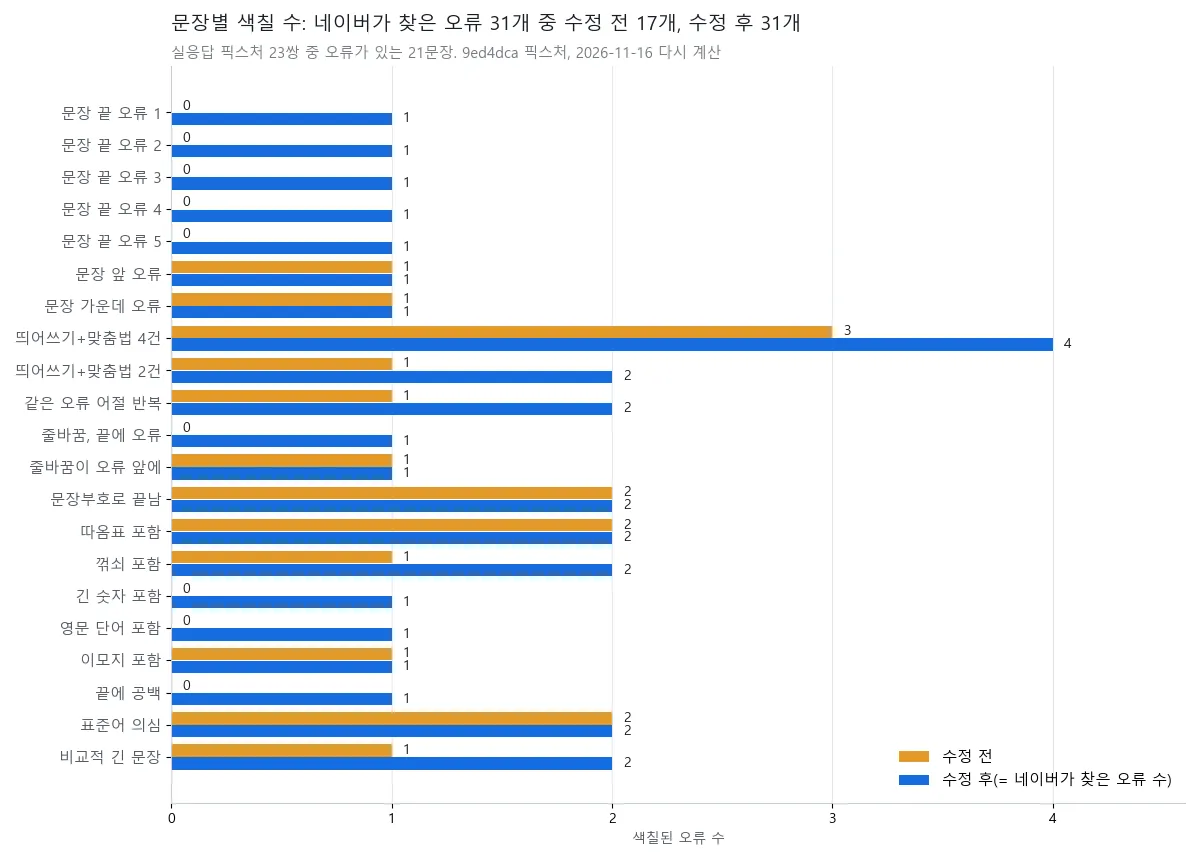 문장별 색칠 수: 네이버가 찾은 오류 31개 중 수정 전 17개, 수정 후 31개
실응답 픽스처 23쌍 중 오류가 있는 21문장. 9ed4dca 픽스처, 2026-11-16 다시 계산
문장 끝 오류 1
0
1
문장 끝 오류 2
0
1
문장 끝 오류 3
0
1
문장 끝 오류 4
0
1
문장 끝 오류 5
0
1
문장 앞 오류
1
1
문장 가운데 오류
1
1
띄어쓰기+맞춤법 4건
3
4
띄어쓰기+맞춤법 2건
1
2
같은 오류 어절 반복
1
2
줄바꿈, 끝에 오류
0
1
줄바꿈이 오류 앞에
1
1
문장부호로 끝남
2
2
따옴표 포함
2
2
꺾쇠 포함
1
2
긴 숫자 포함
0
1
영문 단어 포함
0
1
이모지 포함
1
1
끝에 공백
0
1
표준어 의심
2
2
비교적 긴 문장
1
2
수정 전
수정 후(= 네이버가 찾은 오류 수)
0 1 2 3 4
색칠된 오류 수